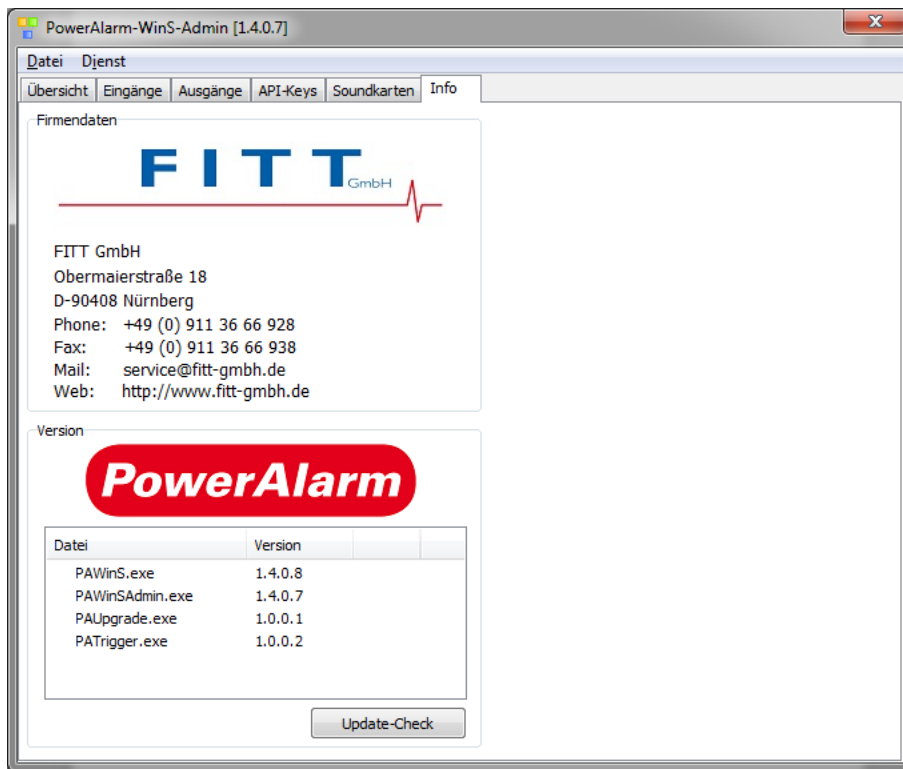 PowerAlarm-WinS-Admin [1.4.0.7]
Datei Dienst
Übersicht Eingänge Ausgänge API-Keys Soundkarten Info
Firmendaten
FITT GmbH
FITT GmbH
Obermaierstraße 18
D-90408 Nürnberg
Phone: +49 (0) 911 36 66 928
Fax: +49 (0) 911 36 66 938
Mail: service@fitt-gmbh.de
Web: http://www.fitt-gmbh.de
Version
PowerAlarm
Datei Version
PAWinS.exe 1.4.0.8
PAWinSAdmin.exe 1.4.0.7
PAUpgrade.exe 1.0.0.1
PATrigger.exe 1.0.0.2
Update-Check